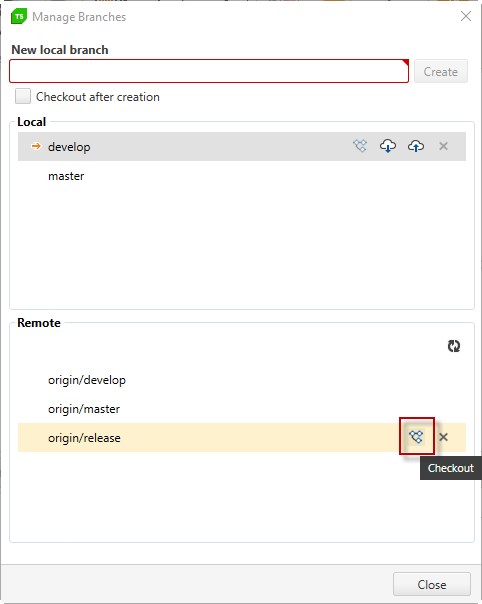 TS Manage Branches
New local branch
Create
Checkout after creation
Local
develop
master
Remote
origin/develop
origin/master
origin/release
Checkout
Close